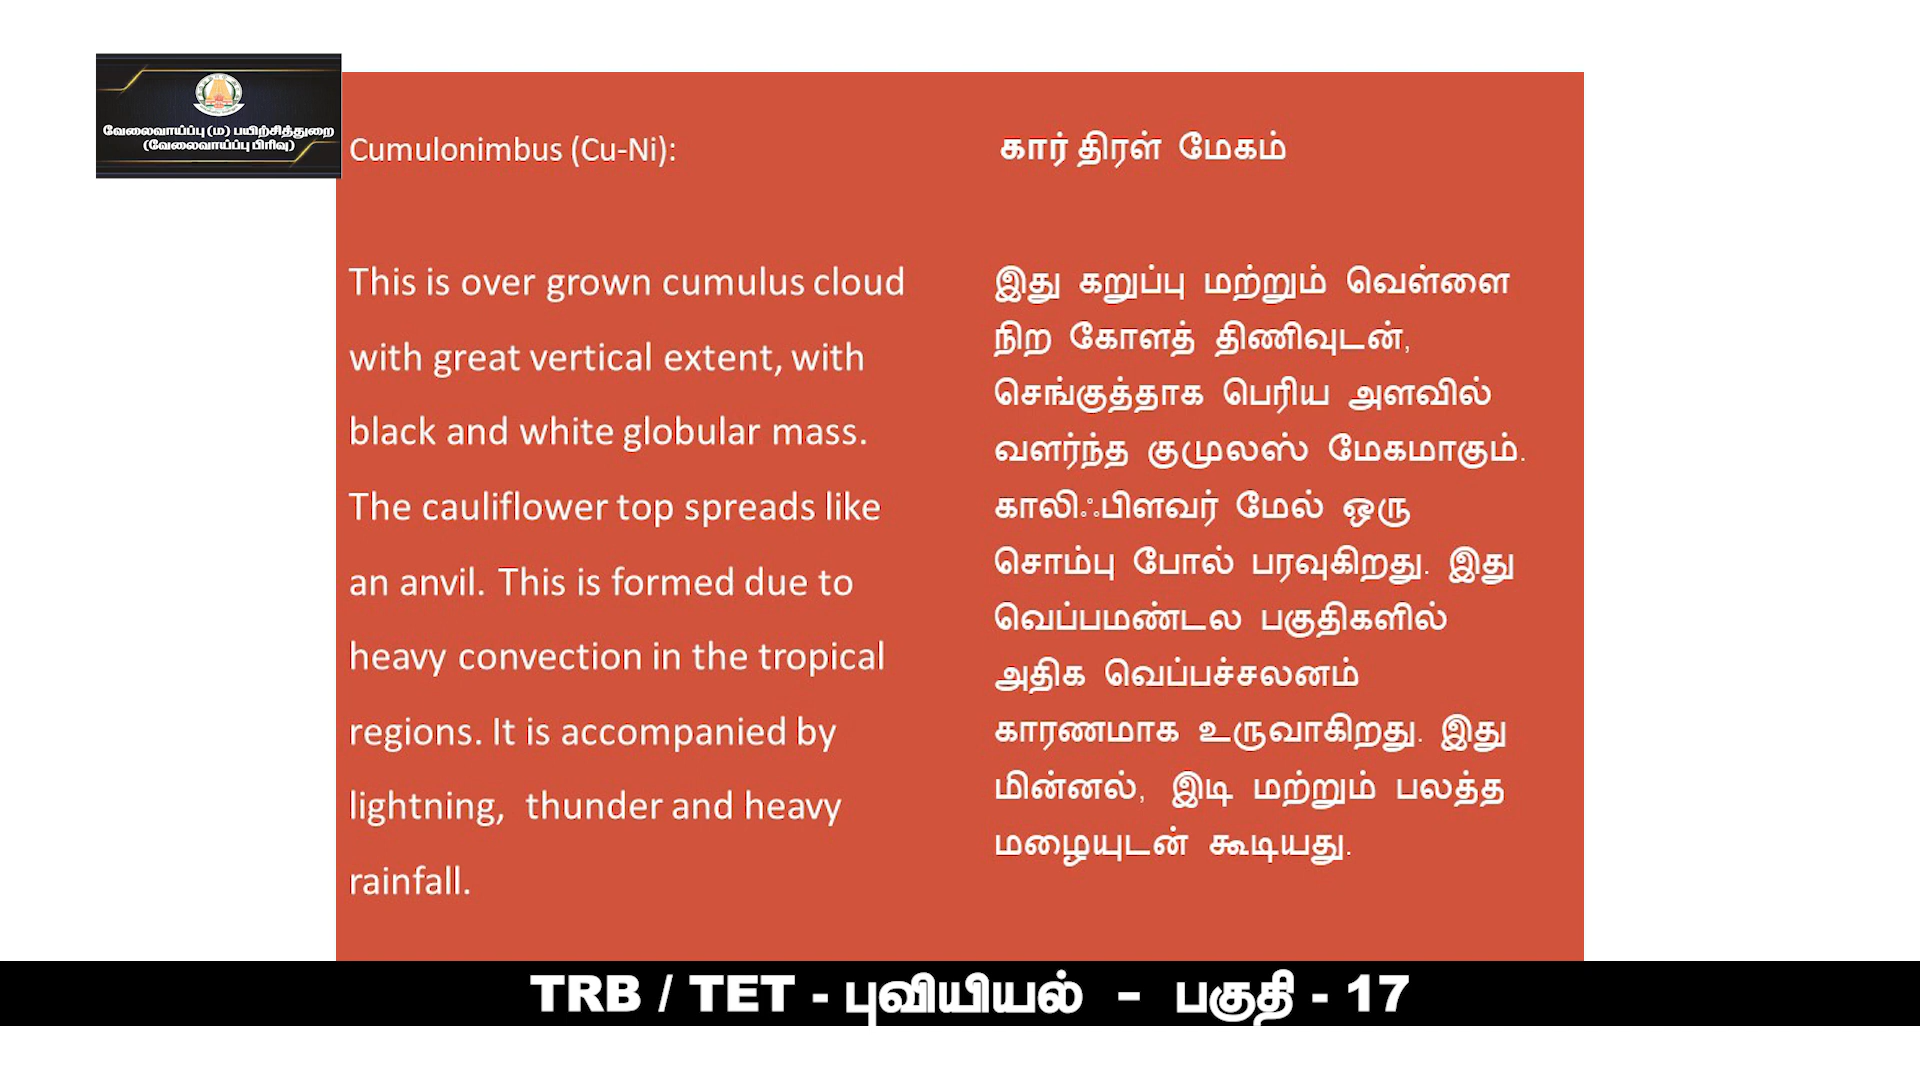 வேலைவாய்ப்பு (ம) பயிற்சித்துறை
(வேலைவாய்ப்பு பிரிவு)
Cumulonimbus (Cu-Ni):
This is over grown cumulus cloud
with great vertical extent, with
black and white globular mass.
The cauliflower top spreads like
an anvil. This is formed due to
heavy convection in the tropical
regions. It is accompanied by
lightning, thunder and heavy
rainfall.
கார் திரள் மேகம்
இது கறுப்பு மற்றும் வெள்ளை
நிற கோளத் திணிவுடன்,
செங்குத்தாக பெரிய அளவில்
வளர்ந்த குமுலஸ் மேகமாகும்.
காலிஃபிளவர் மேல் ஒரு
சொம்பு போல் பரவுகிறது. இது
வெப்பமண்டல பகுதிகளில்
அதிக வெப்பச்சலனம்
காரணமாக உருவாகிறது. இது
மின்னல், இடி மற்றும் பலத்த
மழையுடன் கூடியது.
TRB / TET - புவியியல் - பகுதி - 17